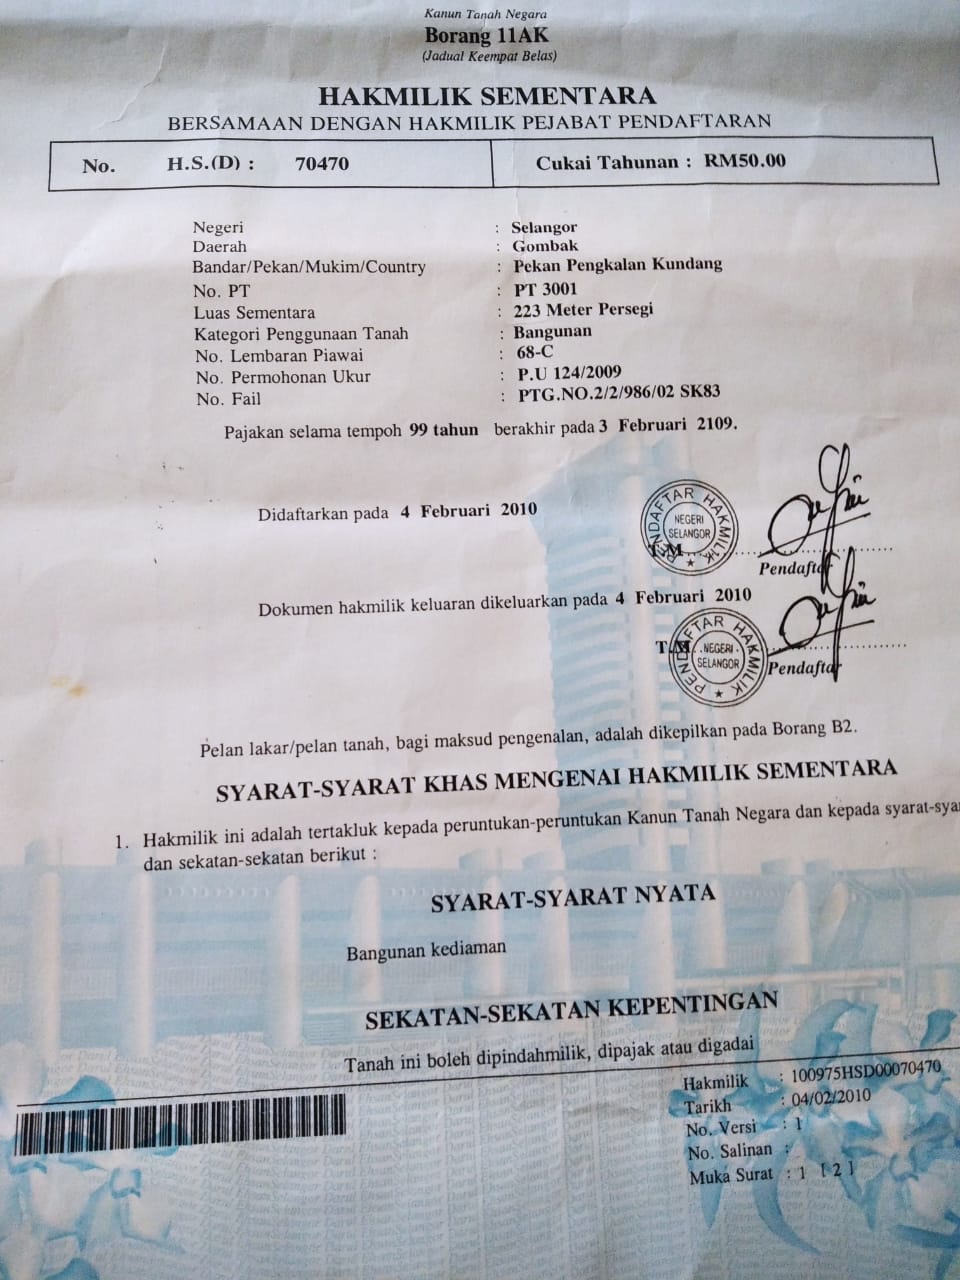 Kanun Tanah Negara
Borang 11AK
(Jadual Keempat Belas)
HAKMILIK SEMENTARA
BERSAMAAN DENGAN HAKMILIK PEJABAT PENDAFTARAN
No. H.S.(D) : 70470 Cukai Tahunan : RM50.00
Negeri : Selangor
Daerah : Gombak
Bandar/Pekan/Mukim/Country : Pekan Pengkalan Kundang
No. PT : PT 3001
Luas Sementara : 223 Meter Persegi
Kategori Penggunaan Tanah : Bangunan
No. Lembaran Piawai : 68-C
No. Permohonan Ukur : P.U 124/2009
No. Fail : PTG.NO.2/2/986/02 SK83
Pajakan selama tempoh 99 tahun berakhir pada 3 Februari 2109.
Didaftarkan pada 4 Februari 2010
PENDAFTAR HAKMILIK
NEGERI
SELANGOR
T.M
Pendaftar
Dokumen hakmilik keluaran dikeluarkan pada 4 Februari 2010
PENDAFTAR HAKMILIK
NEGERI
SELANGOR
T.M
Pendaftar
Pelan lakar/pelan tanah, bagi maksud pengenalan, adalah dikepilkan pada Borang B2.
SYARAT-SYARAT KHAS MENGENAI HAKMILIK SEMENTARA
1. Hakmilik ini adalah tertakluk kepada peruntukan-peruntukan Kanun Tanah Negara dan kepada syarat-sya
dan sekatan-sekatan berikut :
SYARAT-SYARAT NYATA
Bangunan kediaman
SEKATAN-SEKATAN KEPENTINGAN
Tanah ini boleh dipindahmilik, dipajak atau digadai
Hakmilik : 100975HSD00070470
Tarikh : 04/02/2010
No. Versi : 1
No. Salinan :
Muka Surat : 1 [ 2 ]